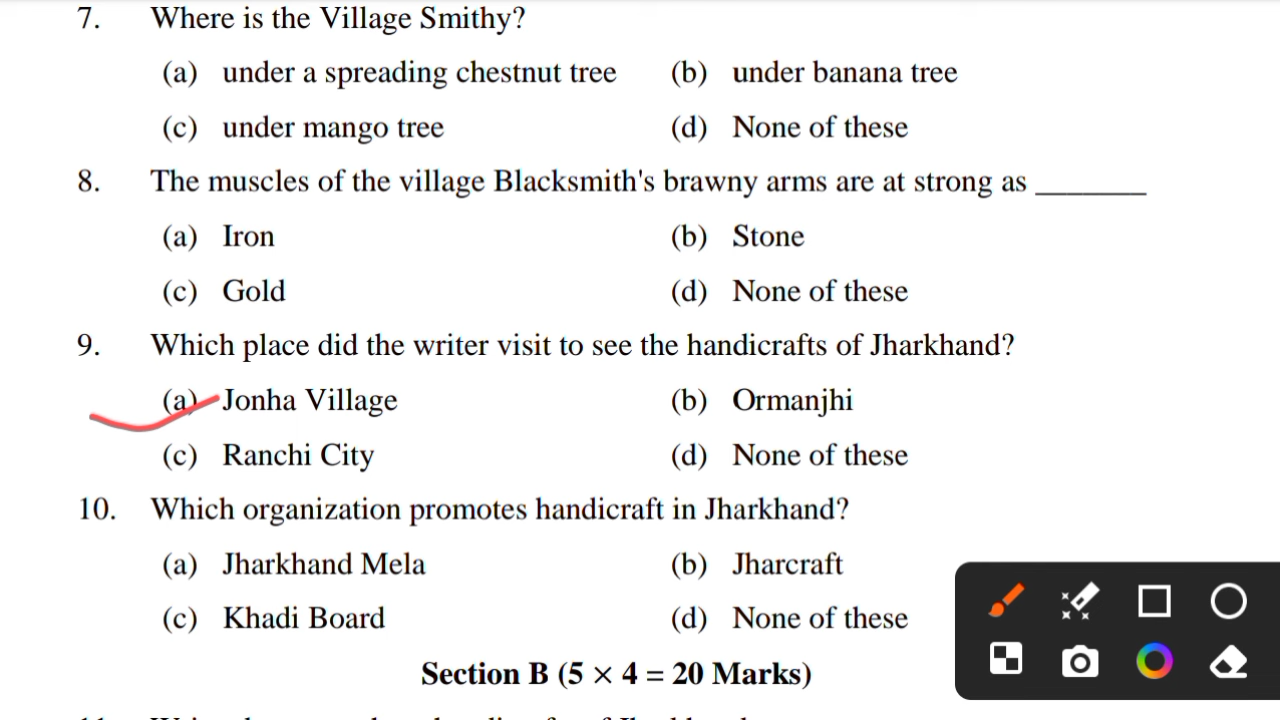 7. Where is the Village Smithy?
(a) under a spreading chestnut tree (b) under banana tree
(c) under mango tree (d) None of these
8. The muscles of the village Blacksmith's brawny arms are at strong as _______
(a) Iron (b) Stone
(c) Gold (d) None of these
9. Which place did the writer visit to see the handicrafts of Jharkhand?
(a) Jonha Village (b) Ormanjhi
(c) Ranchi City (d) None of these
10. Which organization promotes handicraft in Jharkhand?
(a) Jharkhand Mela (b) Jharcraft
(c) Khadi Board (d) None of these
Section B (5 × 4 = 20 Marks)